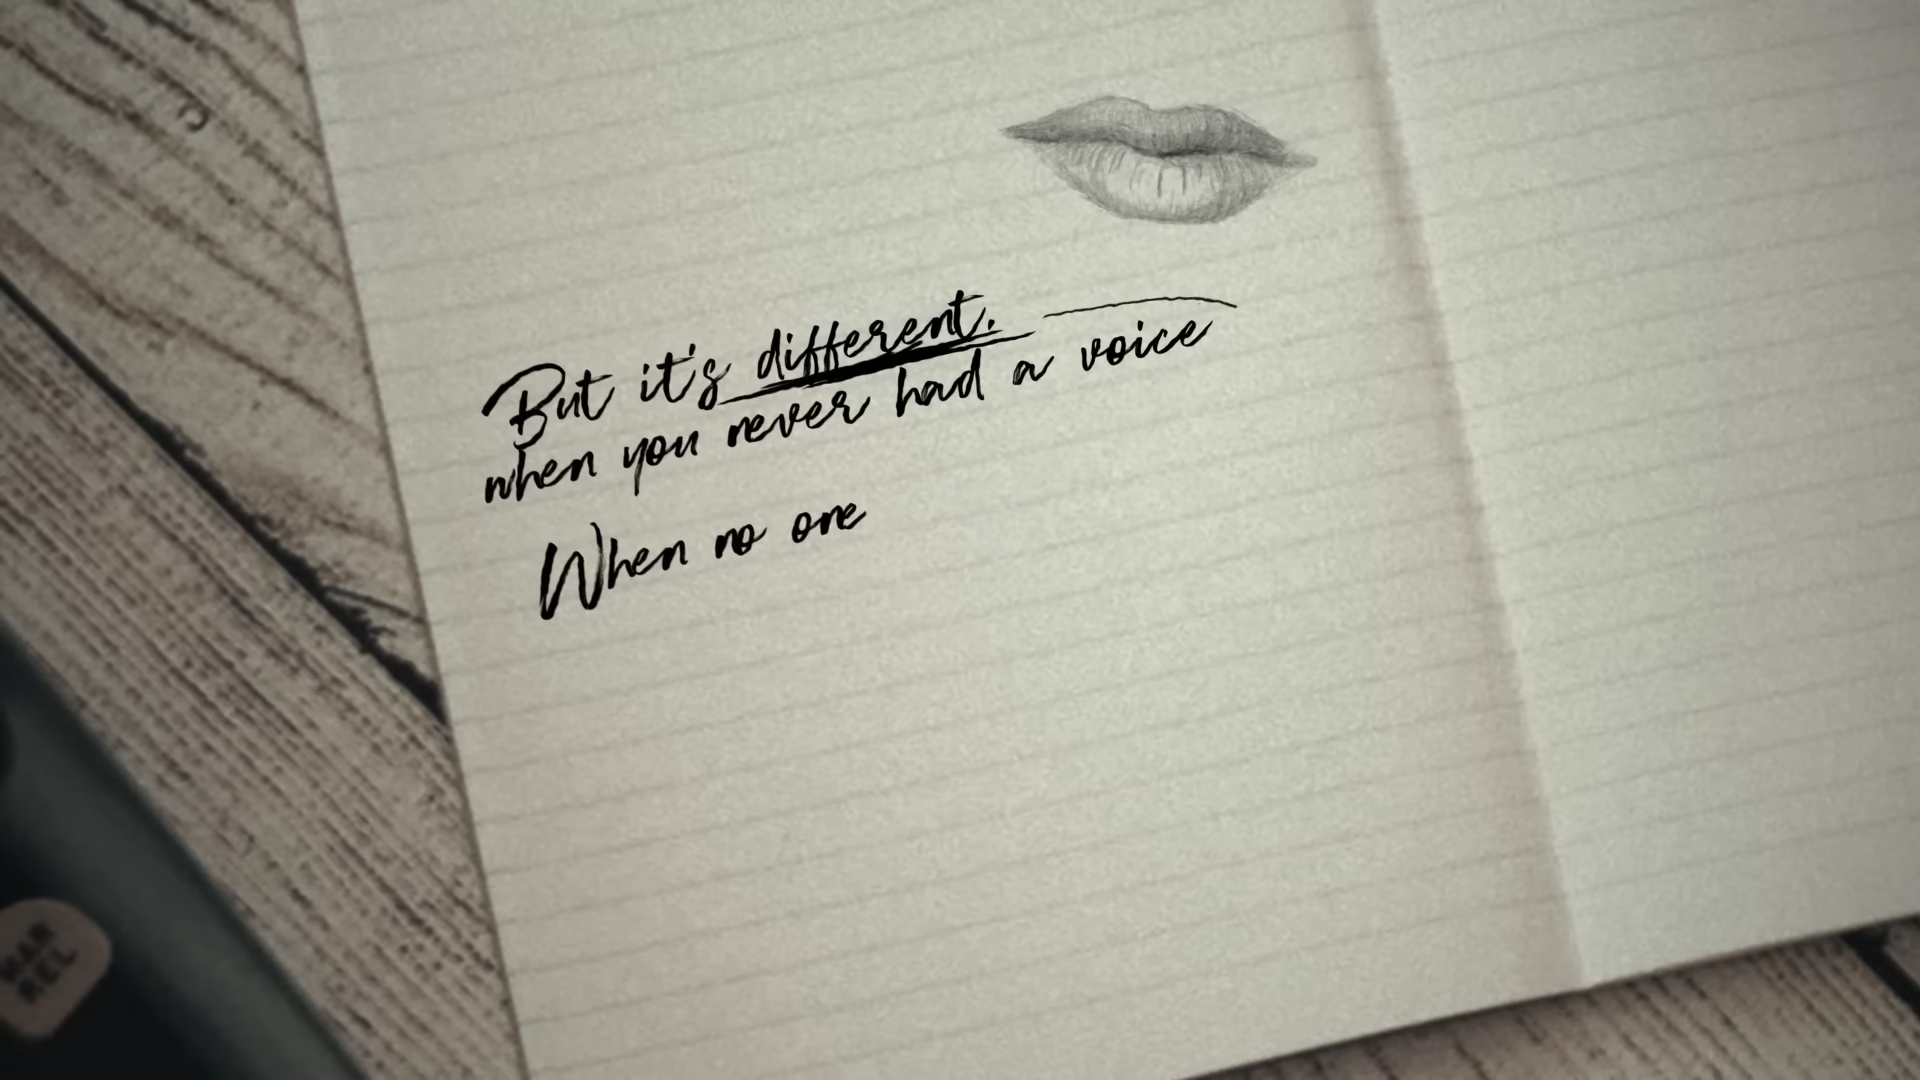 But it's different.
when you never had a voice
When no one